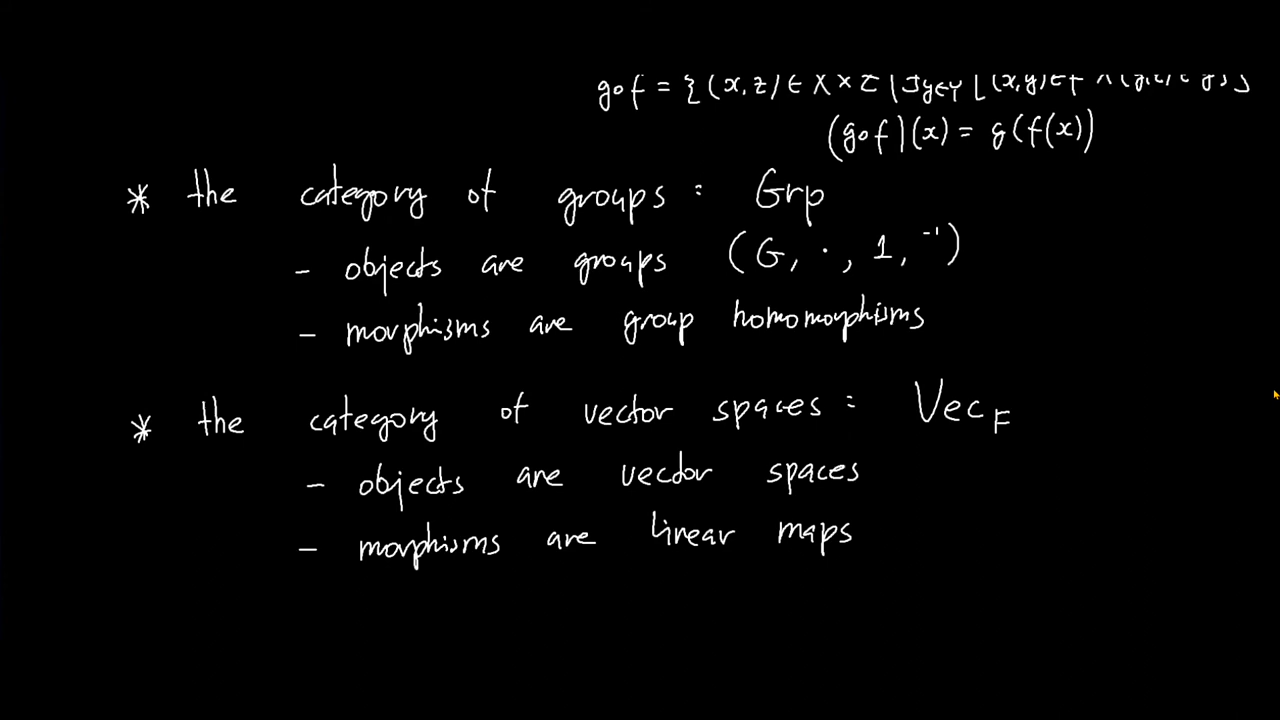 g∘f = {(x,z) ∈ X × Z | ∃y∈Y [(x,y)∈f ∧
(g∘f)(x) = g(f(x))
* the category of groups : Grp
- objects are groups (G, ·, 1, ⁻¹)
- morphisms are group homomorphisms
* the category of vector spaces : Vec_F
- objects are vector spaces
- morphisms are linear maps